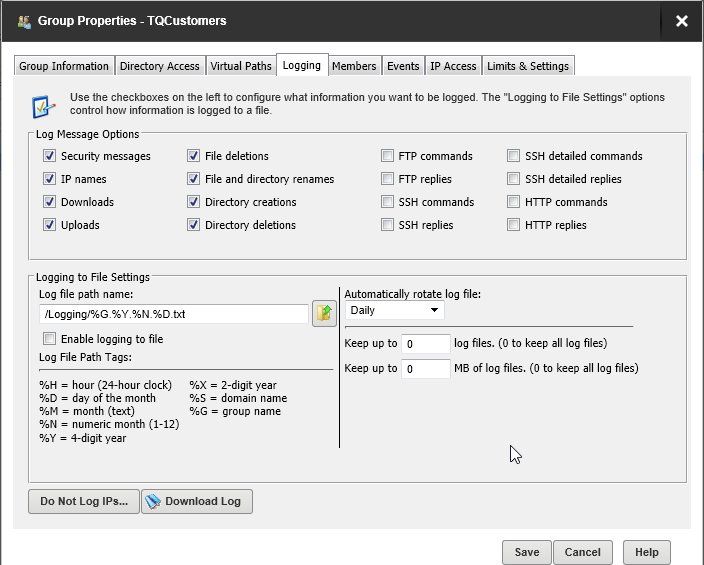 Group Properties - TQCustomers
Group Information Directory Access Virtual Paths Logging Members Events IP Access Limits & Settings
Use the checkboxes on the left to configure what information you want to be logged. The "Logging to File Settings" options
control how information is logged to a file.
Log Message Options
Security messages File deletions FTP commands SSH detailed commands
IP names File and directory renames FTP replies SSH detailed replies
Downloads Directory creations SSH commands HTTP commands
Uploads Directory deletions SSH replies HTTP replies
Logging to File Settings
Log file path name: Automatically rotate log file:
/Logging/%G.%Y.%N.%D.txt Daily
Enable logging to file Keep up to 0 log files. (0 to keep all log files)
Log File Path Tags: Keep up to 0 MB of log files. (0 to keep all log files)
%H = hour (24-hour clock) %X = 2-digit year
%D = day of the month %S = domain name
%M = month (text) %G = group name
%N = numeric month (1-12)
%Y = 4-digit year
Do Not Log IPs... Download Log
Save Cancel Help